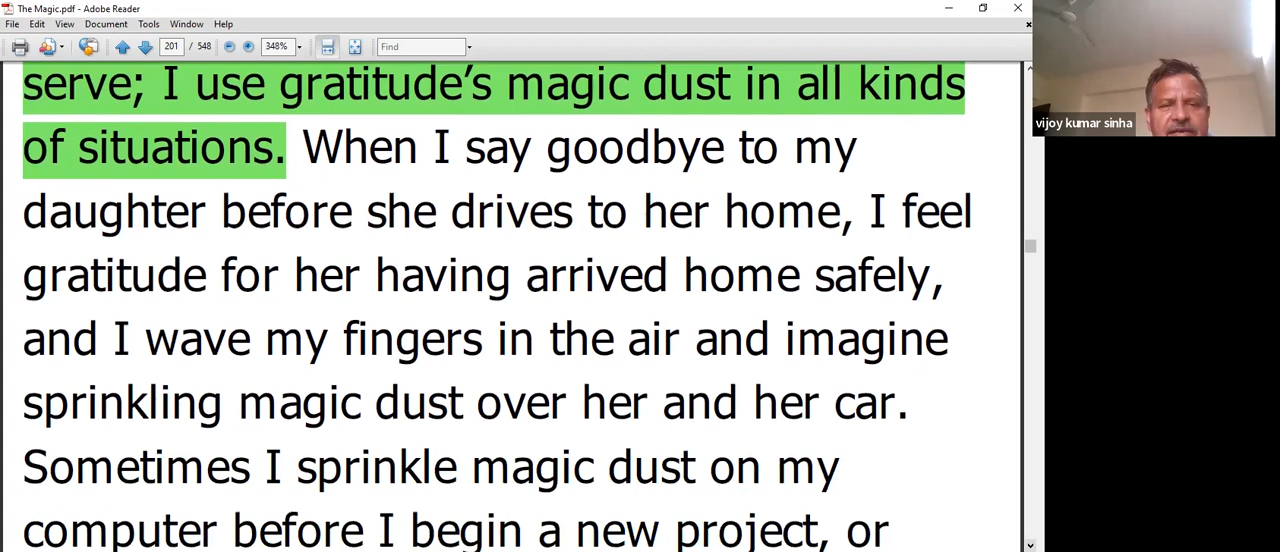 The Magic.pdf - Adobe Reader
File Edit View Document Tools Window Help
201 / 548 348% Find
serve; I use gratitude's magic dust in all kinds
of situations. When I say goodbye to my
daughter before she drives to her home, I feel
gratitude for her having arrived home safely,
and I wave my fingers in the air and imagine
sprinkling magic dust over her and her car.
Sometimes I sprinkle magic dust on my
computer before I begin a new project, or
vijoy kumar sinha